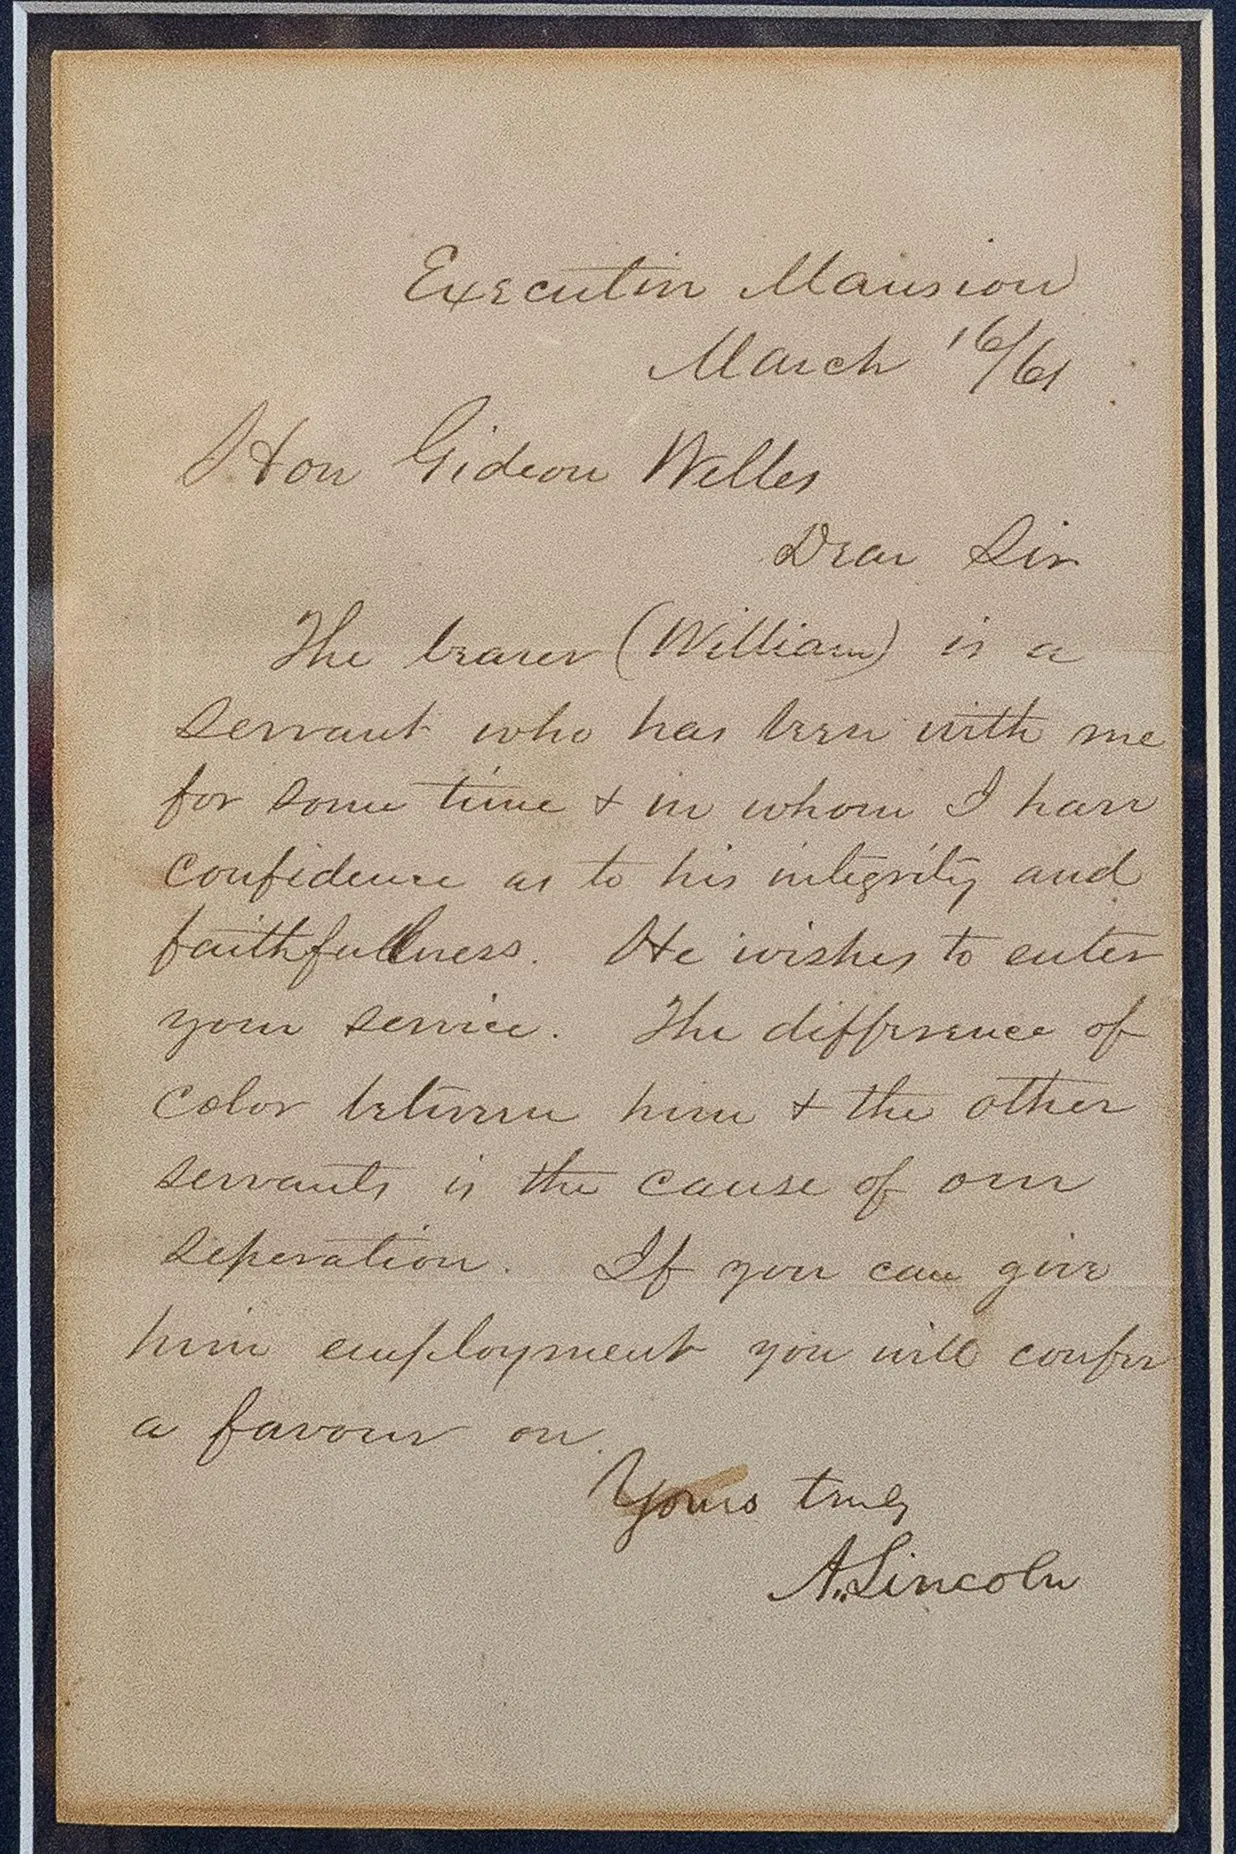 Executive Mansion
March 16/61
Hon Gideon Welles
Dear Sir
The bearer (William) is a
servant who has been with me
for some time & in whom I have
confidence as to his integrity and
faithfullness. He wishes to enter
your service. The difference of
color between him & the other
servants is the cause of our
seperation. If you can give
him employment you will confer
a favour on
Yours truly
A. Lincoln